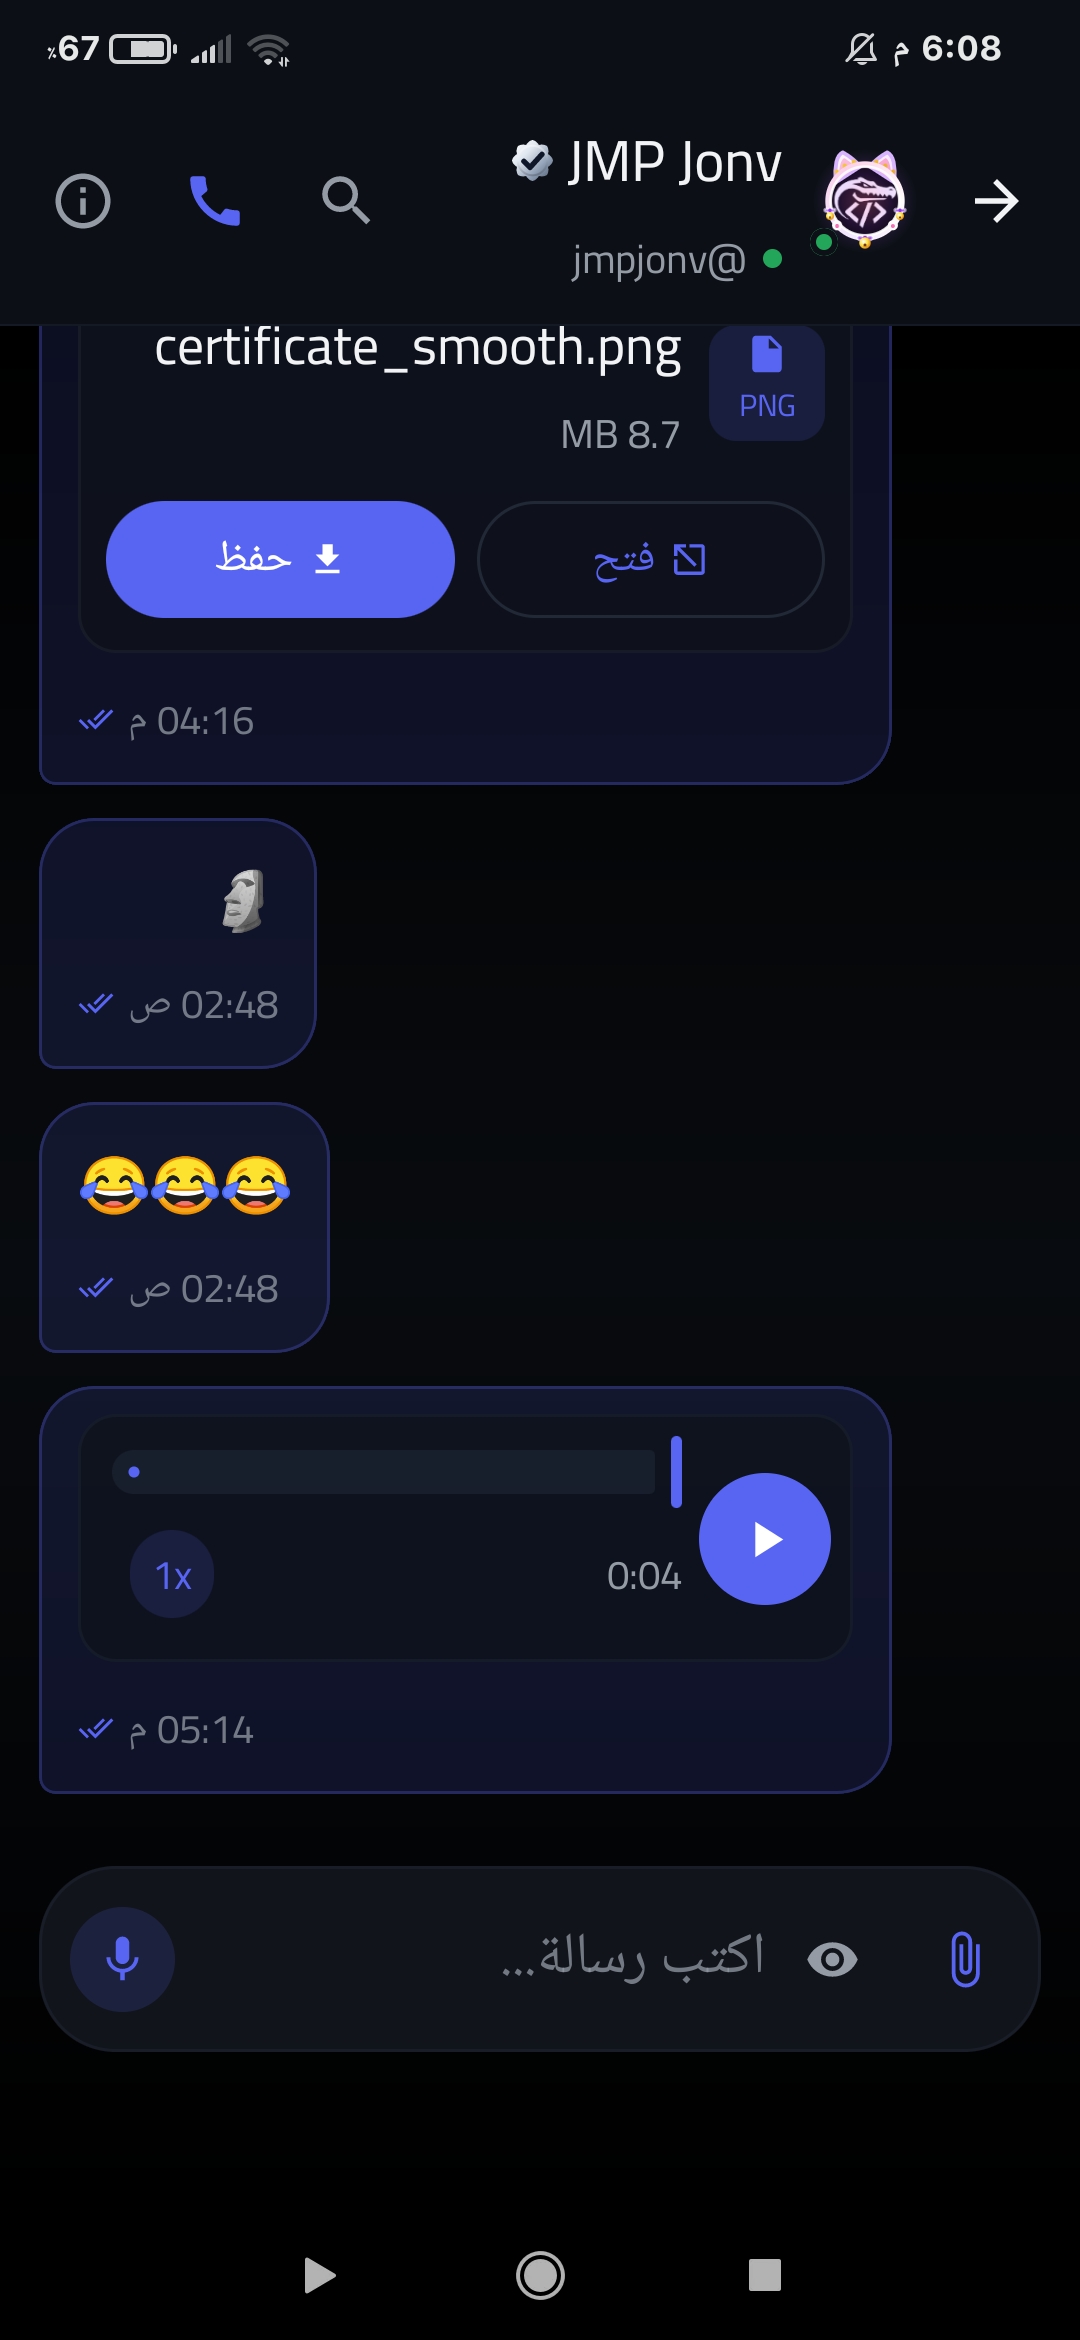 6:08 م
67٪
JMP Jonv
jmpjonv@
certificate_smooth.png
PNG
MB 8.7
فتح
حفظ
04:16 م
02:48 ص
02:48 ص
0:04
1x
05:14 م
اكتب رسالة...